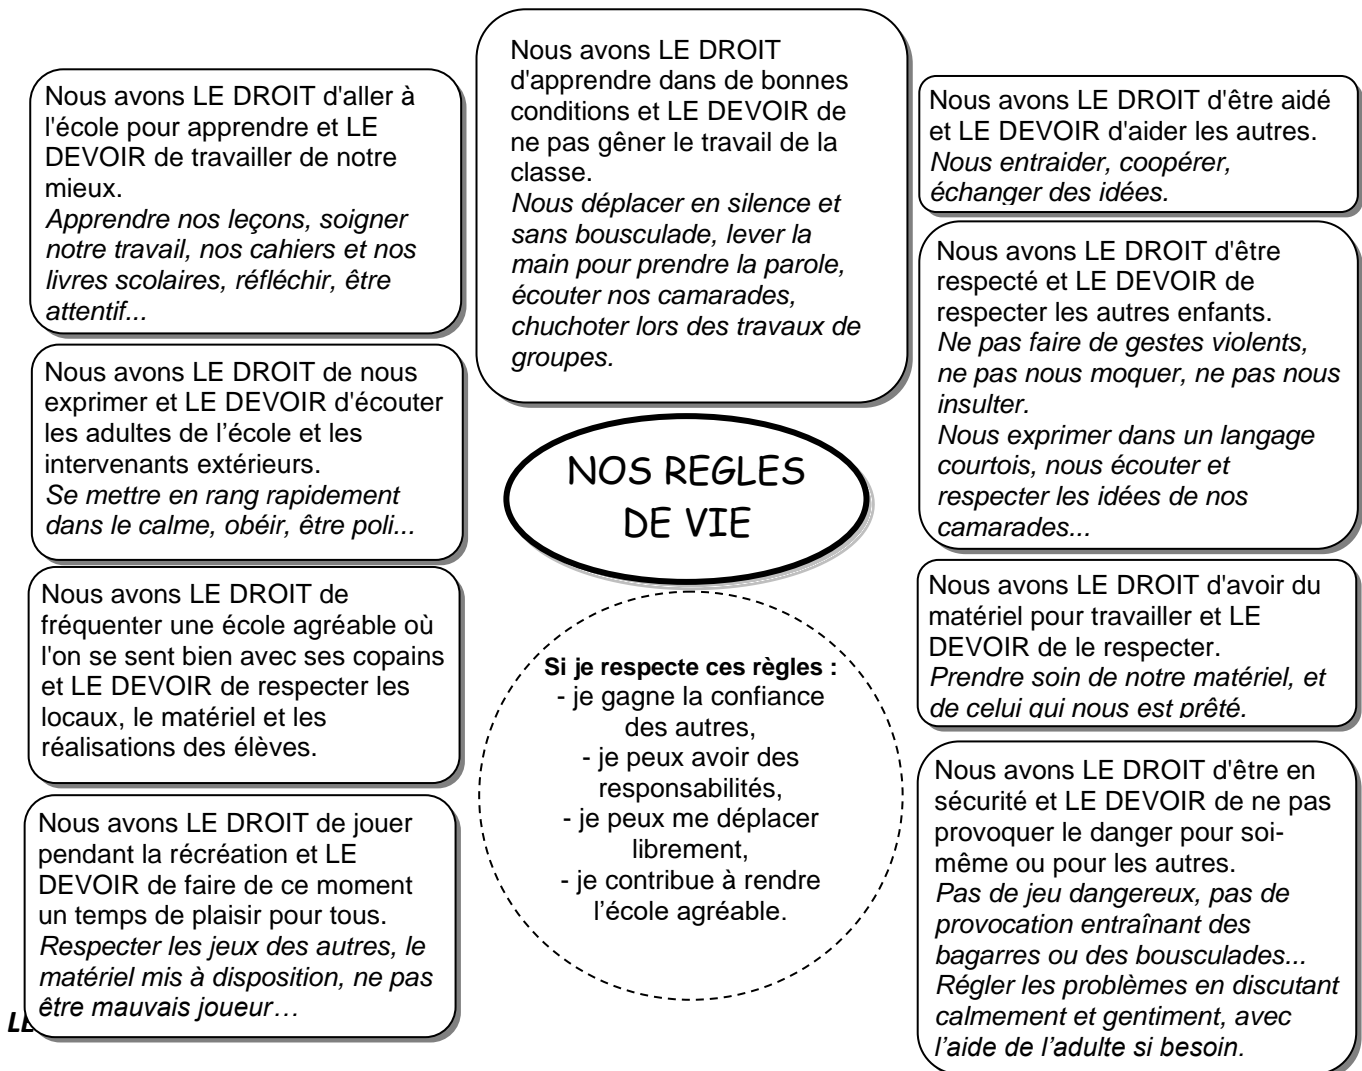 Nous avons LE DROIT d'aller à
l'école pour apprendre et LE
DEVOIR de travailler de notre
mieux.
Apprendre nos leçons, soigner
notre travail, nos cahiers et nos
livres scolaires, réfléchir, être
attentif...
Nous avons LE DROIT de nous
exprimer et LE DEVOIR d'écouter
les adultes de l’école et les
intervenants extérieurs.
Se mettre en rang rapidement
dans le calme, obéir, être poli...
Nous avons LE DROIT de
fréquenter une école agréable où
l'on se sent bien avec ses copains
et LE DEVOIR de respecter les
locaux, le matériel et les
réalisations des élèves.
Nous avons LE DROIT de jouer
pendant la récréation et LE
DEVOIR de faire de ce moment
un temps de plaisir pour tous.
Respecter les jeux des autres, le
matériel mis à disposition, ne pas
être mauvais joueur…
LE
Nous avons LE DROIT
d'apprendre dans de bonnes
conditions et LE DEVOIR de
ne pas gêner le travail de la
classe.
Nous déplacer en silence et
sans bousculade, lever la
main pour prendre la parole,
écouter nos camarades,
chuchoter lors des travaux de
groupes.
NOS REGLES
DE VIE
Si je respecte ces règles :
- je gagne la confiance
des autres,
- je peux avoir des
responsabilités,
- je peux me déplacer
librement,
- je contribue à rendre
l’école agréable.
Nous avons LE DROIT d'être aidé
et LE DEVOIR d'aider les autres.
Nous entraider, coopérer,
échanger des idées.
Nous avons LE DROIT d'être
respecté et LE DEVOIR de
respecter les autres enfants.
Ne pas faire de gestes violents,
ne pas nous moquer, ne pas nous
insulter.
Nous exprimer dans un langage
courtois, nous écouter et
respecter les idées de nos
camarades...
Nous avons LE DROIT d'avoir du
matériel pour travailler et LE
DEVOIR de le respecter.
Prendre soin de notre matériel, et
de celui qui nous est prêté.
Nous avons LE DROIT d'être en
sécurité et LE DEVOIR de ne pas
provoquer le danger pour soi-
même ou pour les autres.
Pas de jeu dangereux, pas de
provocation entraînant des
bagarres ou des bousculades...
Régler les problèmes en discutant
calmement et gentiment, avec
l’aide de l’adulte si besoin.